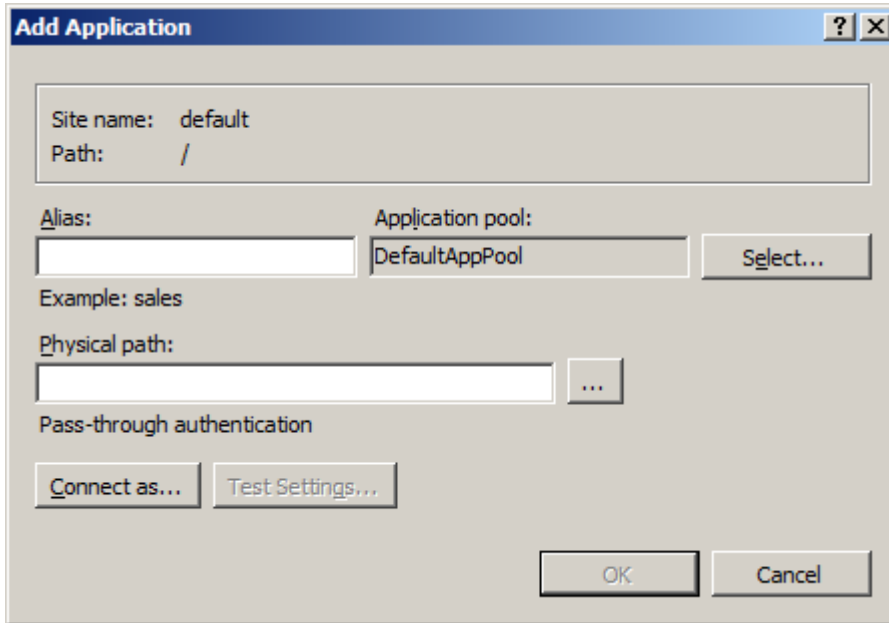 Add Application
Site name: default
Path: /
Alias:
Application pool:
DefaultAppPool
Select...
Example: sales
Physical path:
...
Pass-through authentication
Connect as...
Test Settings...
OK
Cancel